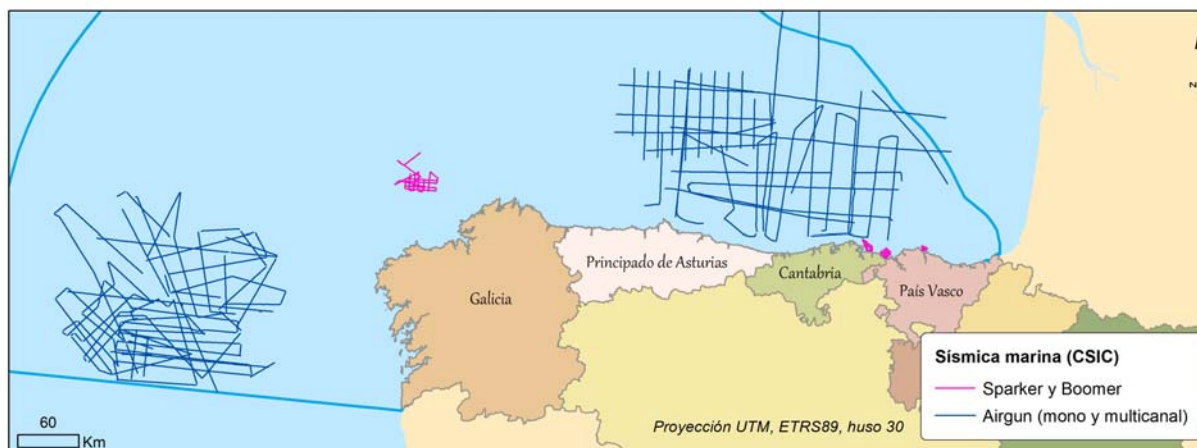 N
Principado de Asturias
Cantabria
País Vasco
Galicia
Sísmica marina (CSIC)
Sparker y Boomer
Airgun (mono y multicanal)
60
Km
Proyección UTM, ETRS89, huso 30